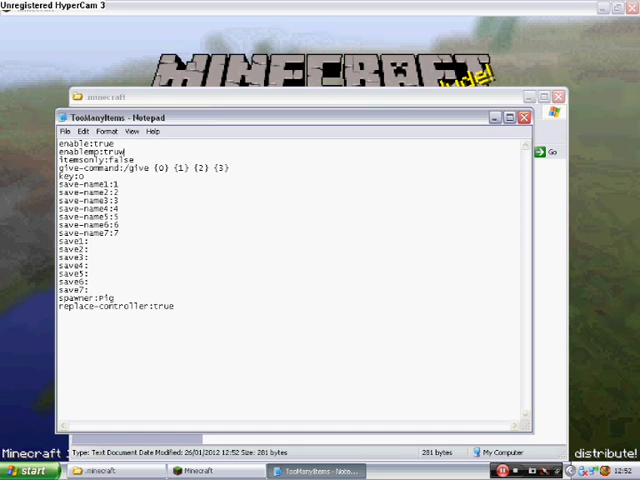 Unregistered HyperCam 3
MINECRAFT
.minecraft
TooManyItems - Notepad
File Edit Format View Help
Go
enable:true
enablemp:truw
itemsonly:false
give-command:/give {0} {1} {2} {3}
key:o
save-name1:1
save-name2:2
save-name3:3
save-name4:4
save-name5:5
save-name6:6
save-name7:7
save1:
save2:
save3:
save4:
save5:
save6:
save7:
spawner:Pig
replace-controller:true
Type: Text Document Date Modified: 26/01/2012 12:52 Size: 281 bytes
281 bytes
My Computer
Minecraft
distribute!
start
.minecraft
Minecraft
TooManyItems - Note...
12:52